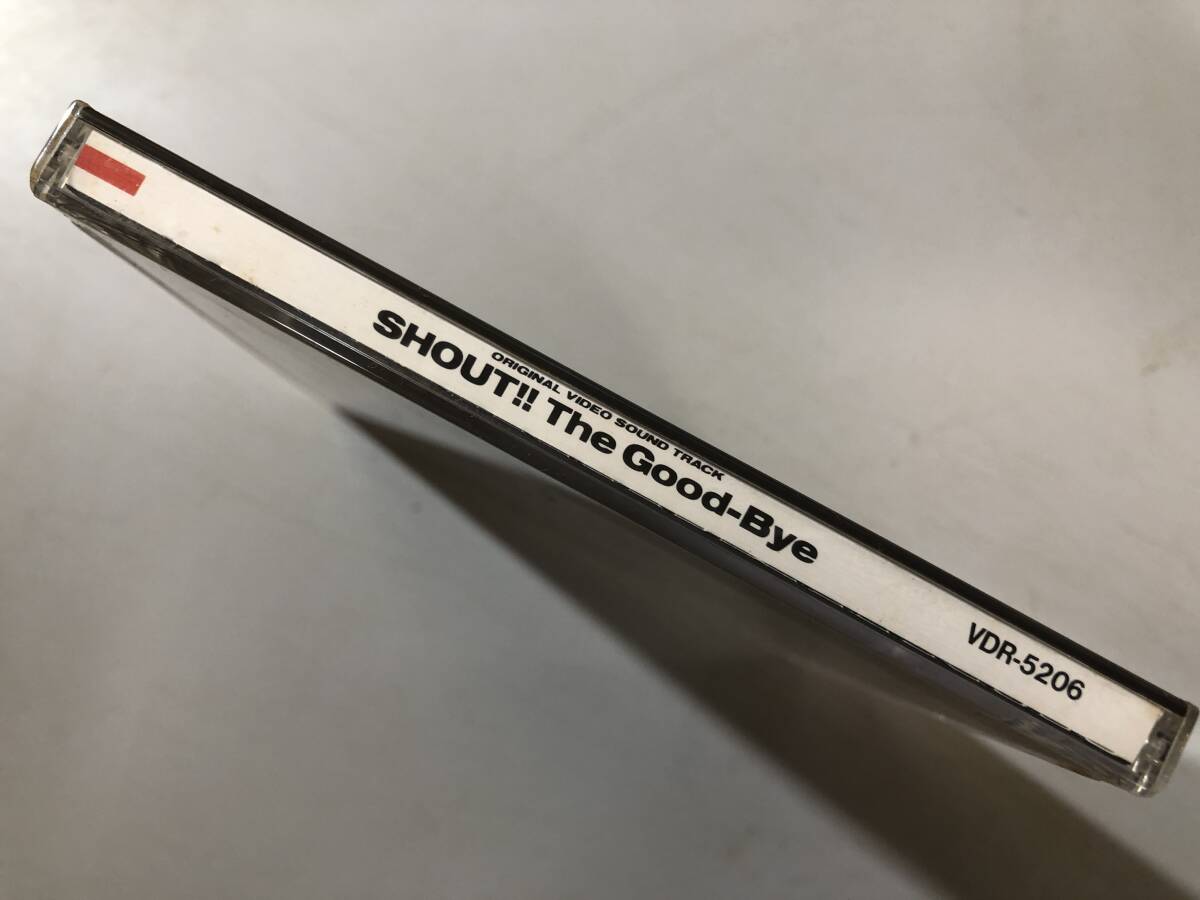 ORIGINAL VIDEO SOUND TRACK
SHOUT!! The Good-Bye
VDR-5206